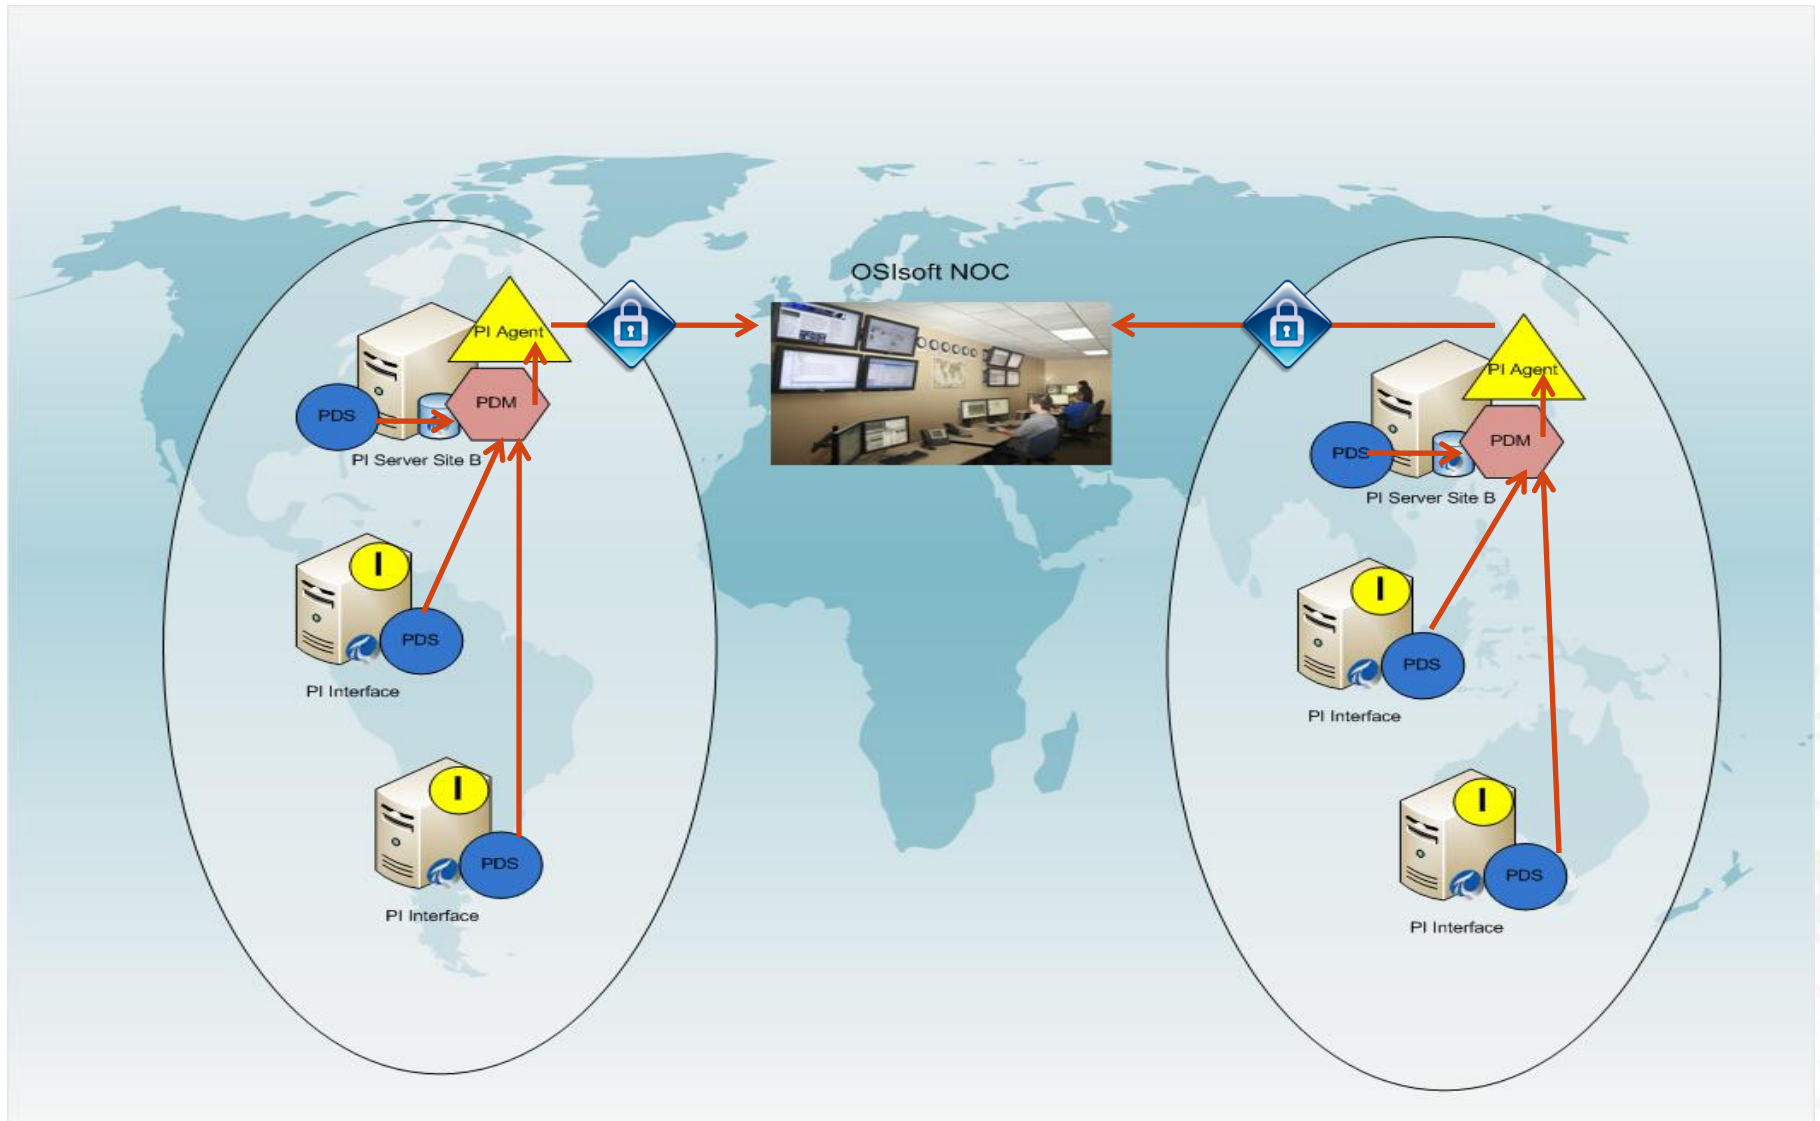 OSIsoft NOC
PI Agent
PDS
PDM
PI Server Site B
I
PDS
PI Interface
I
PDS
PI Interface
PI Agent
PDS
PDM
PI Server Site B
I
PDS
PI Interface
I
PDS
PI Interface